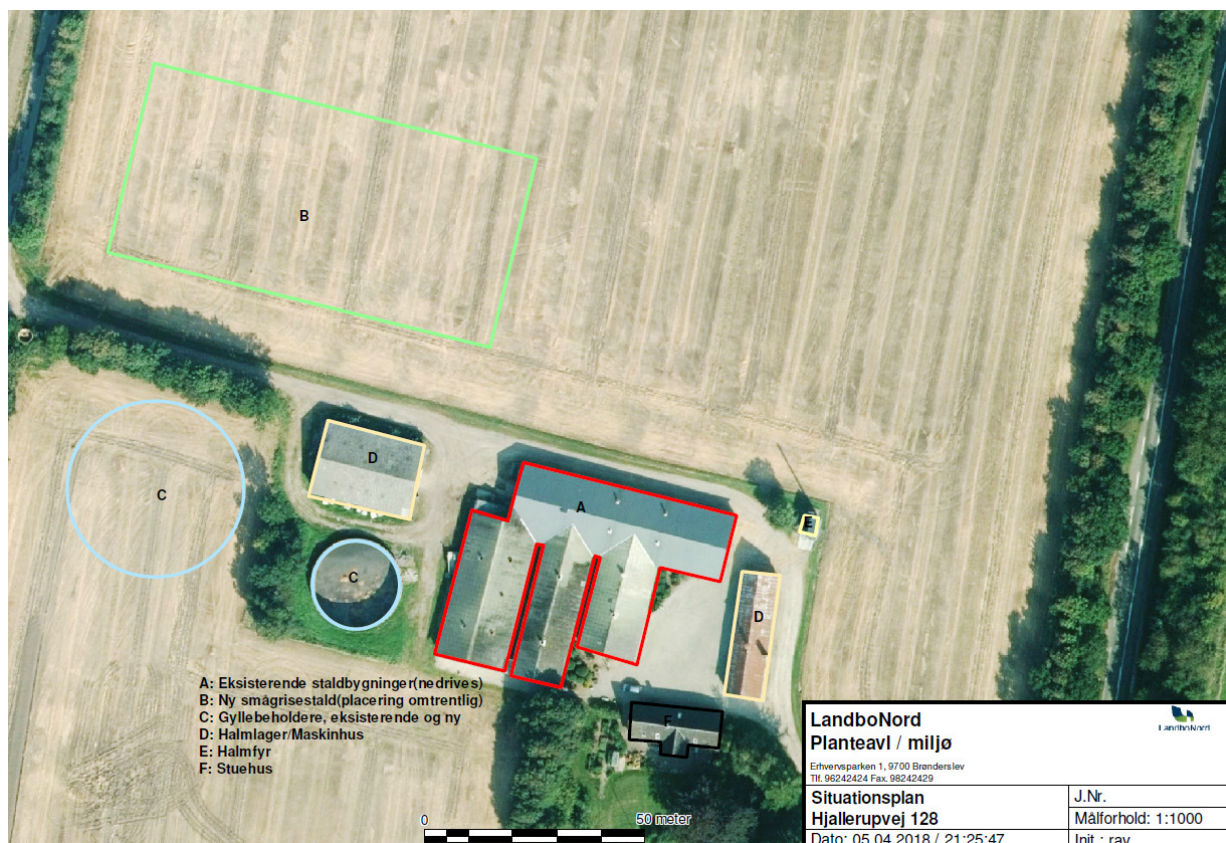 B
C
D
A
E
C
D
F
A: Eksisterende staldbygninger(nedrives)
B: Ny smågrisestald(placering omtrentlig)
C: Gyllebeholdere, eksisterende og ny
D: Halmlager/Maskinhus
E: Halmfyr
F: Stuehus
0 50 meter
LandboNord
Planteavl / miljø
LandboNord
Erhvervsparken 1, 9700 Brønderslev
Tlf. 96242424 Fax. 98242429
Situationsplan
Hjallerupvej 128
J.Nr.
Målforhold: 1:1000
Dato: 05.04.2018 / 21:25:47
Init.: rav